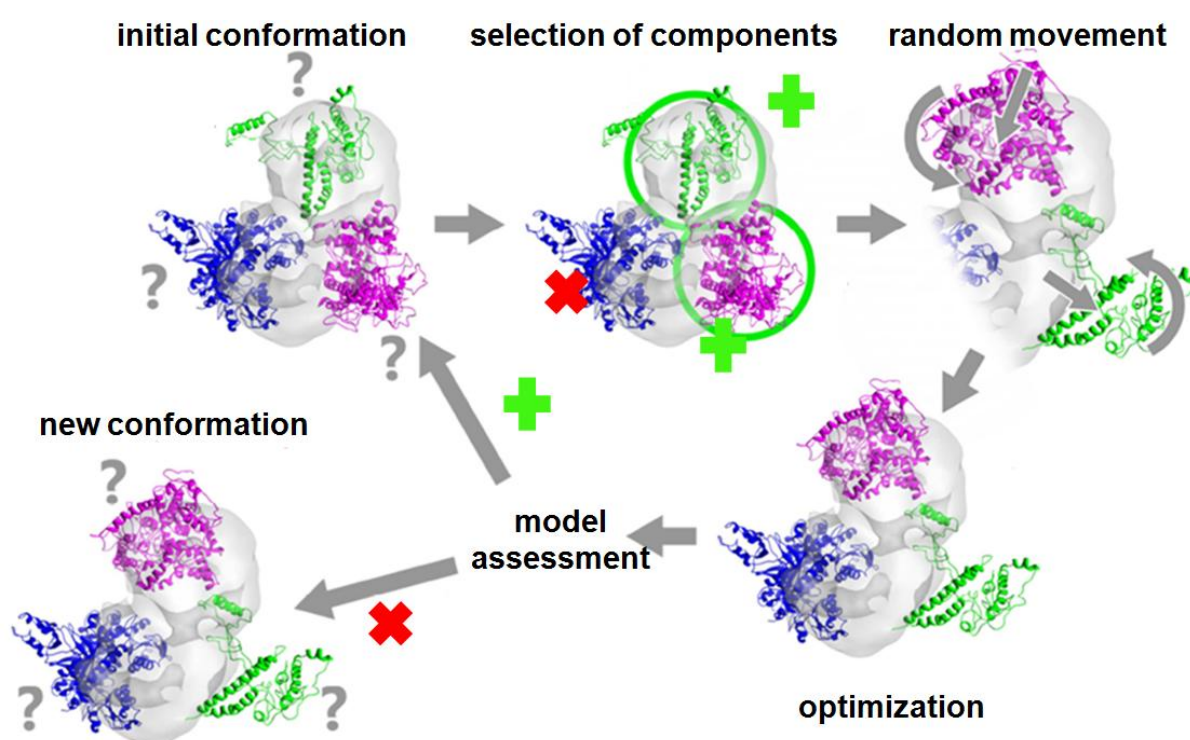 initial conformation
selection of components
random movement
?
?
?
new conformation
?
model
assessment
?
?
optimization